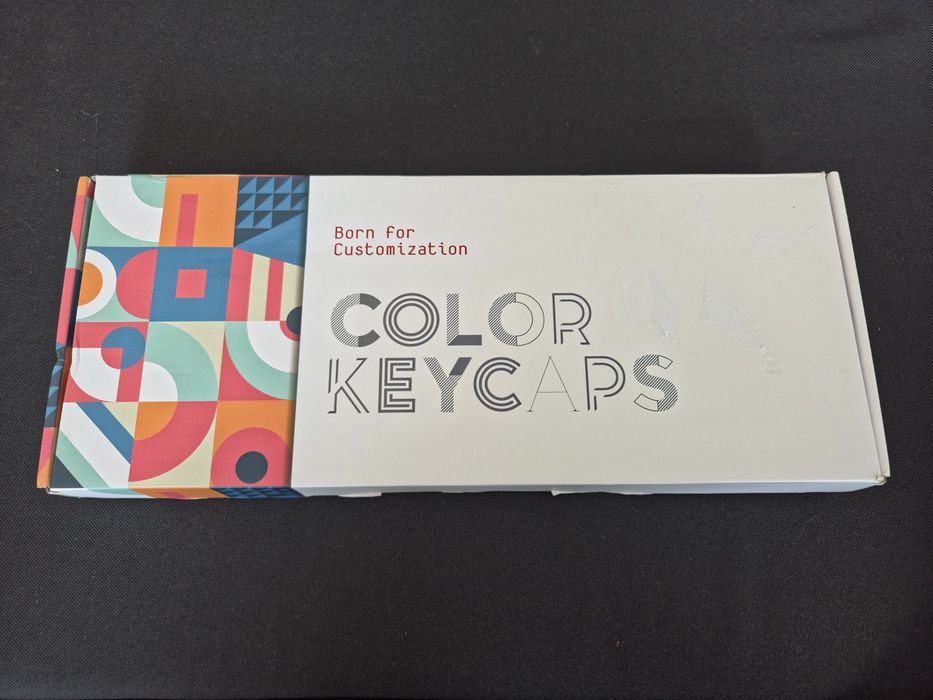 Born for
Customization
COLOR
KEYCAPS